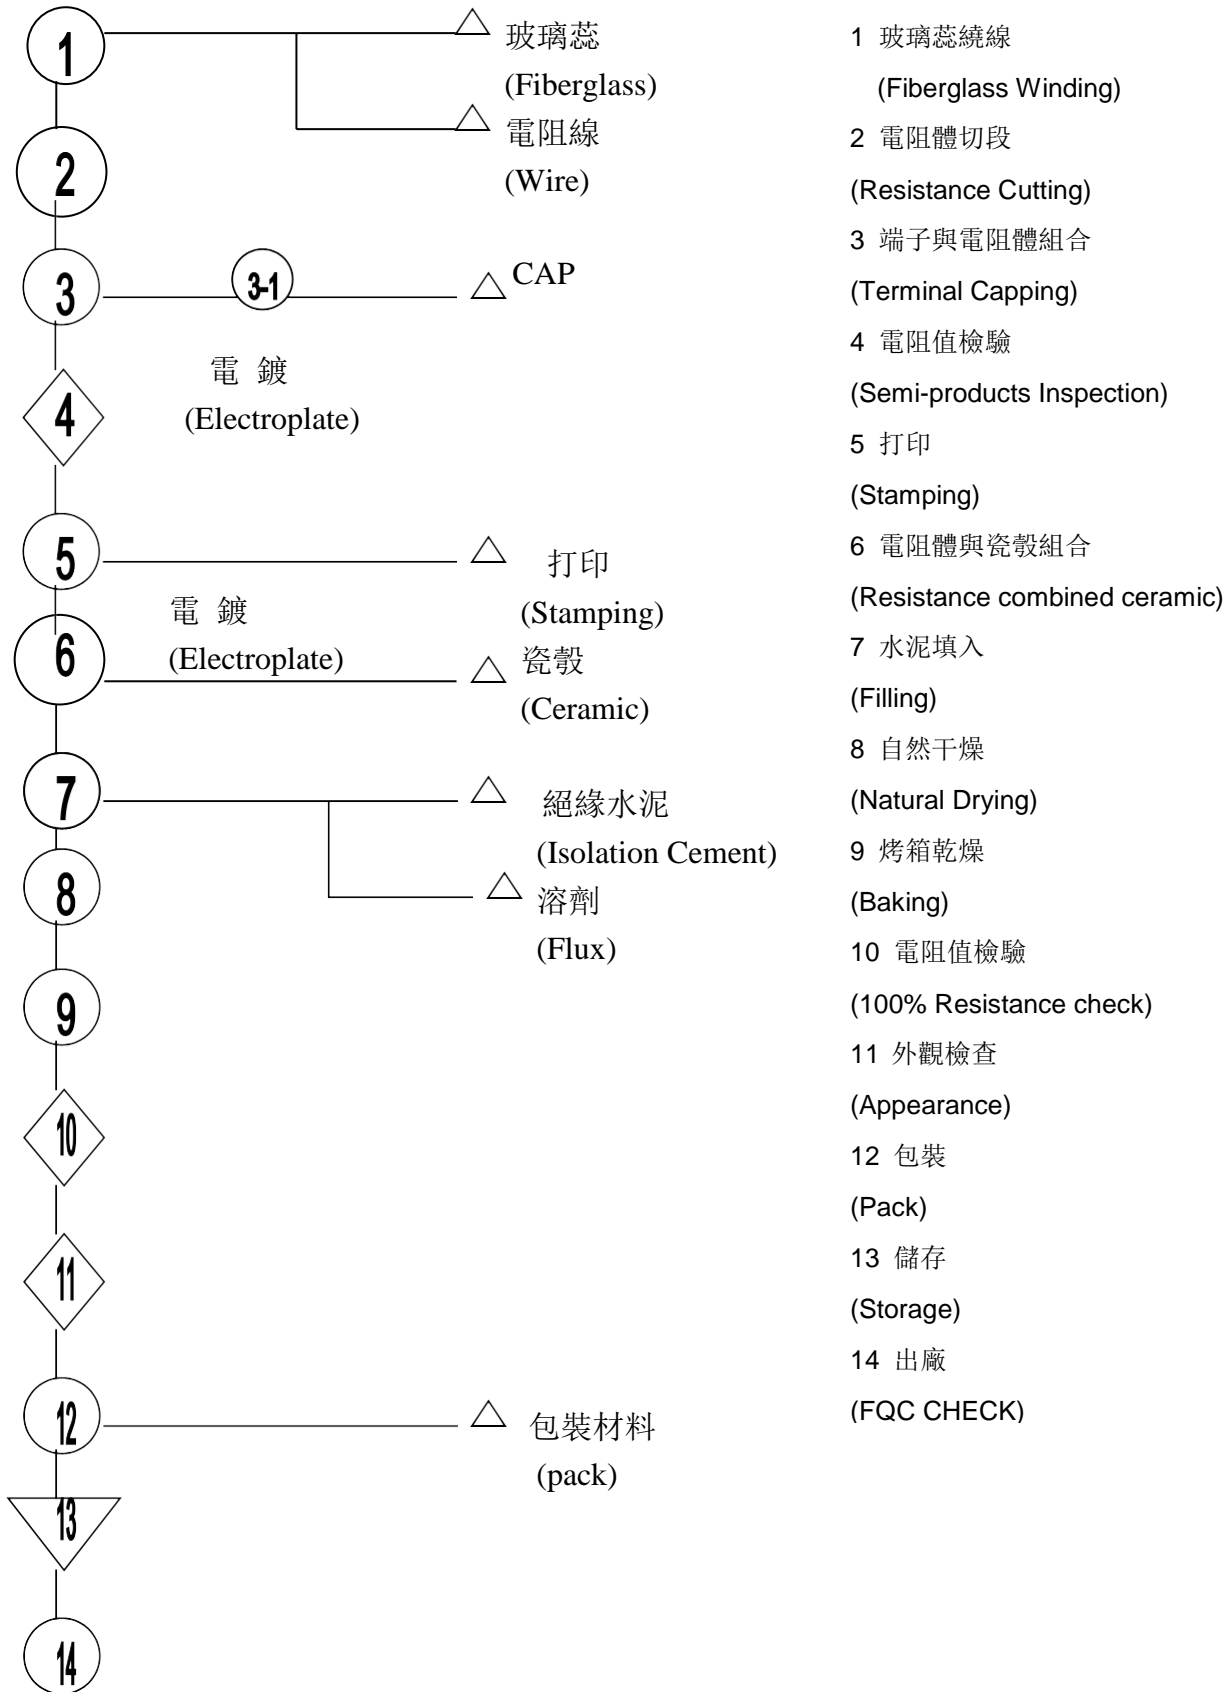 1
玻璃蕊
(Fiberglass)
電阻線
(Wire)
2
3
3-1
CAP
電 鍍
(Electroplate)
4
5
打印
(Stamping)
電 鍍
(Electroplate)
6
瓷彀
(Ceramic)
7
絕緣水泥
(Isolation Cement)
溶劑
(Flux)
8
9
10
11
12
包裝材料
(pack)
13
14
1 玻璃蕊繞線
(Fiberglass Winding)
2 電阻體切段
(Resistance Cutting)
3 端子與電阻體組合
(Terminal Capping)
4 電阻值檢驗
(Semi-products Inspection)
5 打印
(Stamping)
6 電阻體與瓷彀組合
(Resistance combined ceramic)
7 水泥填入
(Filling)
8 自然干燥
(Natural Drying)
9 烤箱乾燥
(Baking)
10 電阻值檢驗
(100% Resistance check)
11 外觀檢查
(Appearance)
12 包裝
(Pack)
13 儲存
(Storage)
14 出廠
(FQC CHECK)